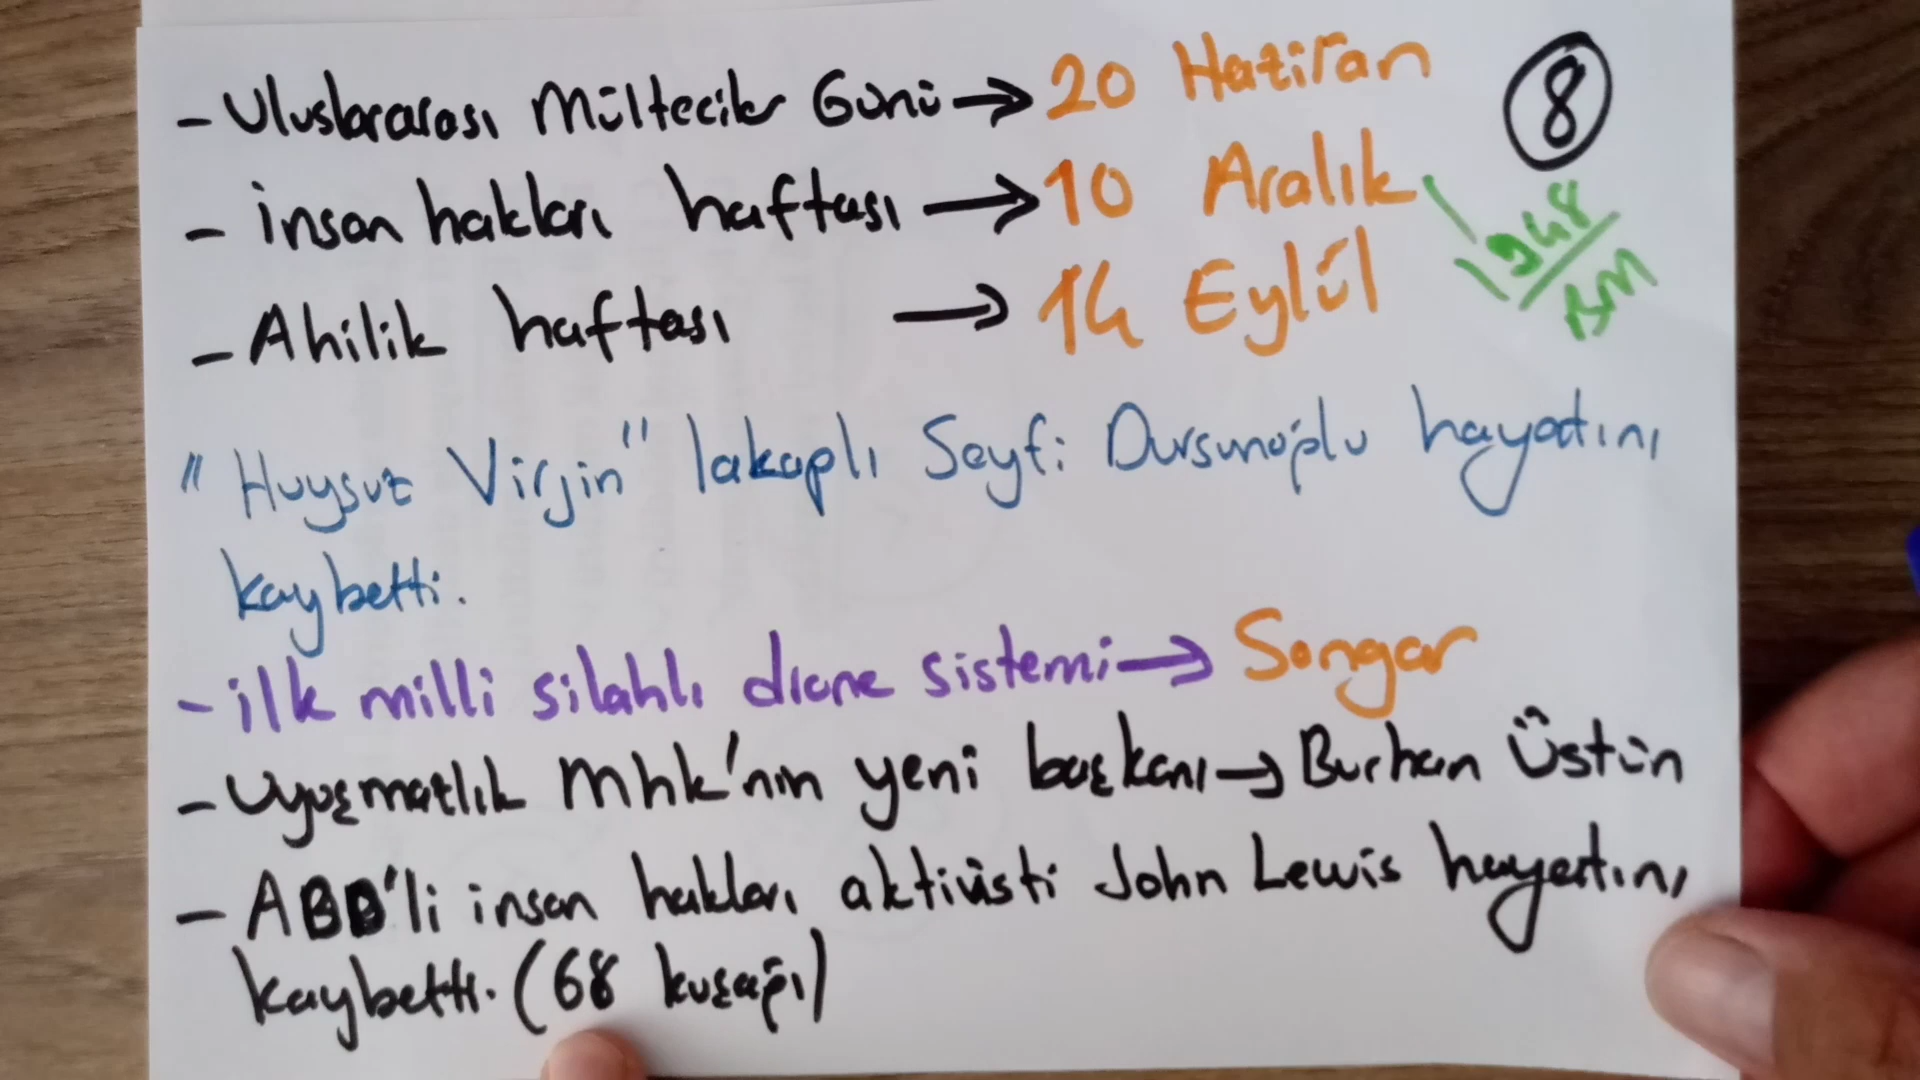 - Uluslararası Mülteciler Günü → 20 Haziran
8
- insan hakları haftası → 10 Aralık
1948
BM
- Ahilik haftası → 14 Eylül
"Huysuz Virjin" lakaplı Seyfi Dursunoğlu hayatını
kaybetti.
- ilk milli silahlı drone sistemi → Songar
- Uyuşmazlık Mhk'nın yeni başkanı → Burhan Üstün
- ABD'li insan hakları aktivisti John Lewis hayatını
kaybetti. (68 kuşağı)